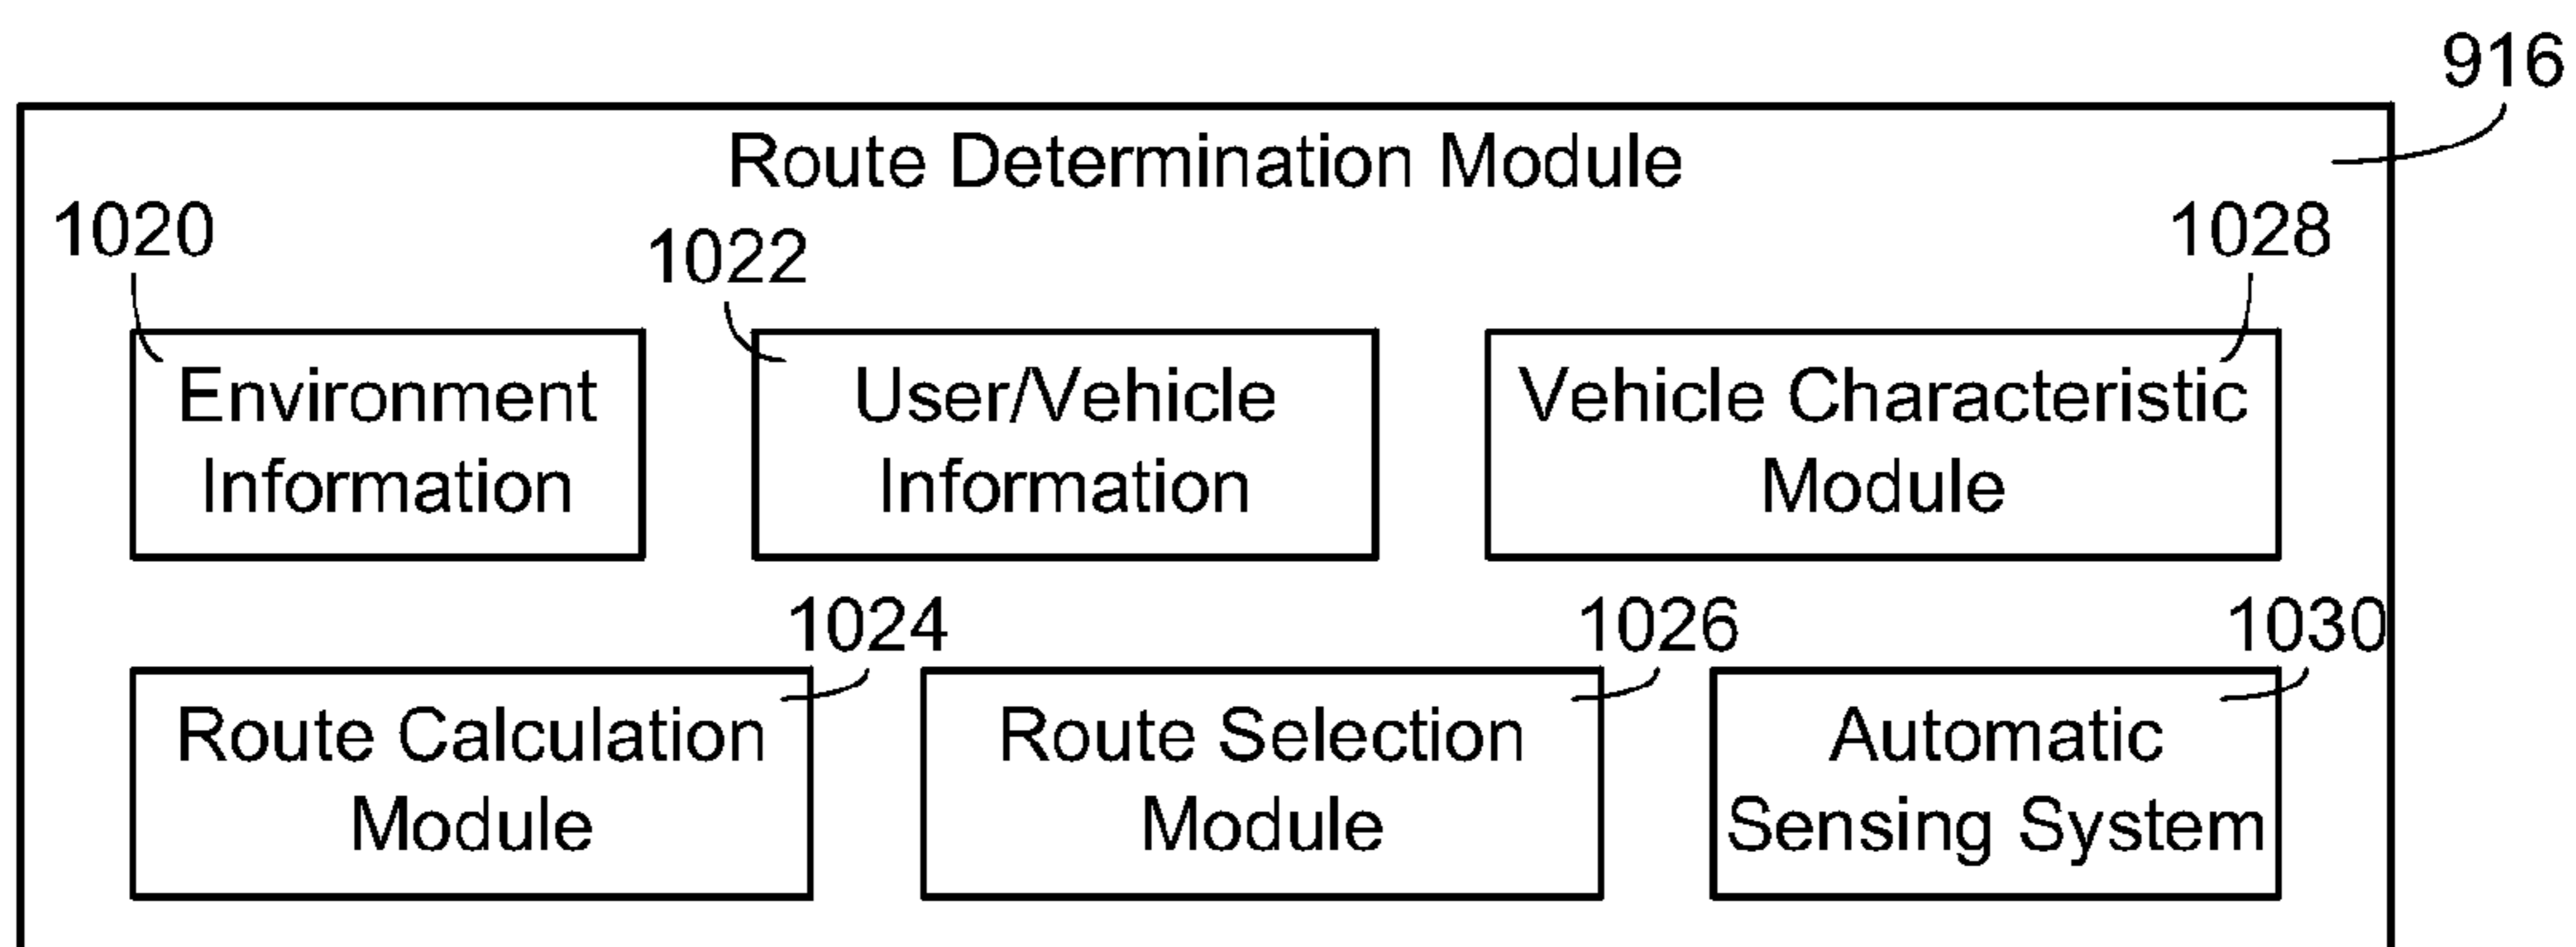 916
Route Determination Module
1020
1022
1028
Environment
Information
User/Vehicle
Information
Vehicle Characteristic
Module
1024
1026
1030
Route Calculation
Module
Route Selection
Module
Automatic
Sensing System